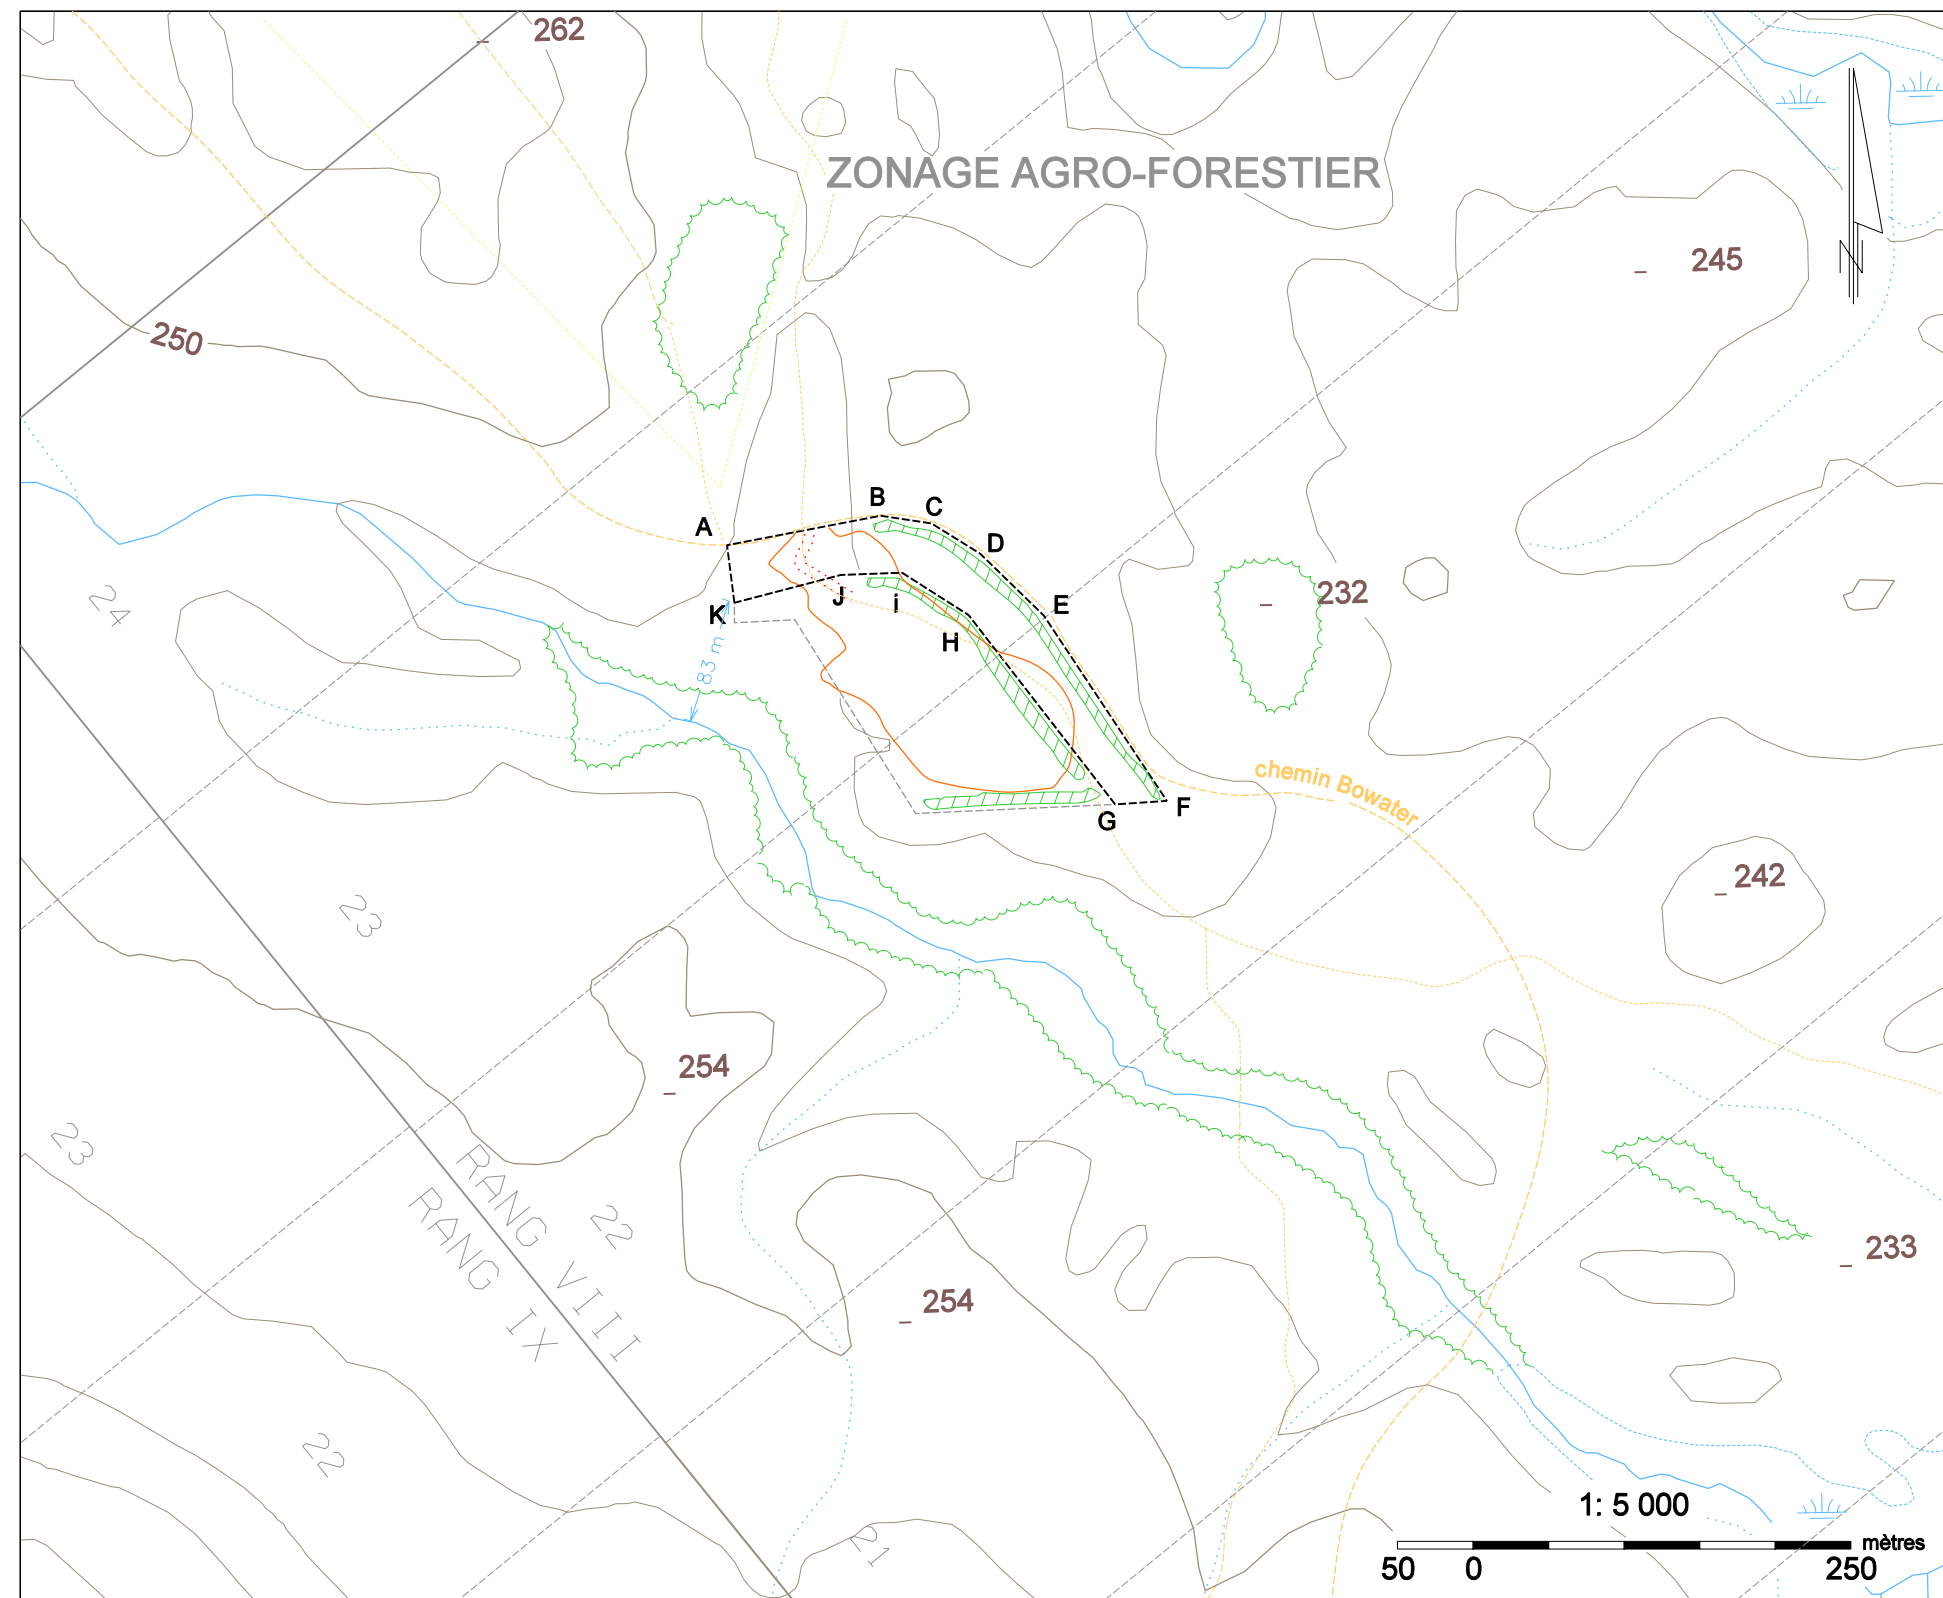 262
ZONAGE AGRO-FORESTIER
245
N
250
B
C
A
D
232
E
24
K
J
i
H
83 m
chemin Bowater
F
G
242
23
254
23
RANG VIII
RANG IX
22
233
254
22
21
1: 5 000
mètres
50 0 250